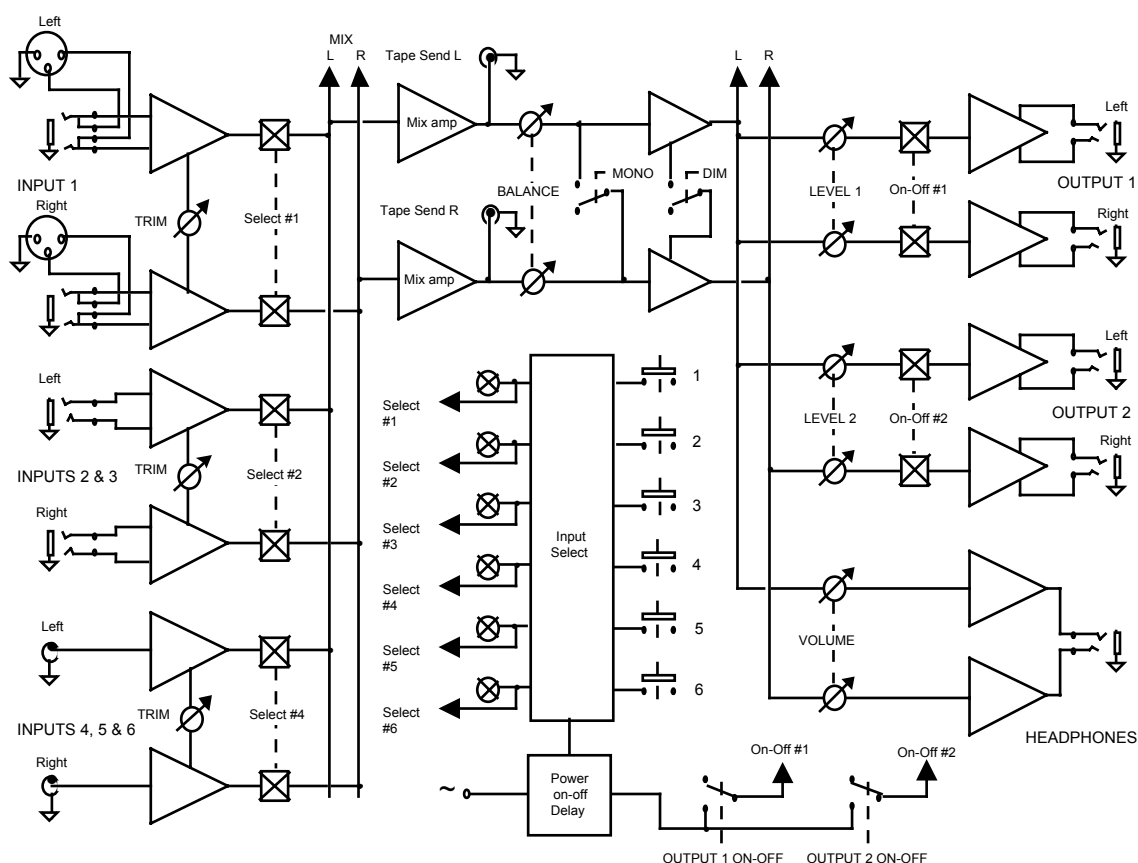 Left
INPUT 1
Right
TRIM
Select #1
Left
INPUTS 2 & 3
Right
TRIM
Select #2
Left
INPUTS 4, 5 & 6
Right
TRIM
Select #4
MIX
L R
Tape Send L
Mix amp
BALANCE
Tape Send R
Mix amp
MONO
DIM
Select
#1
Select
#2
Select
#3
Select
#4
Select
#5
Select
#6
Input
Select
1
2
3
4
5
6
~
Power
on-off
Delay
On-Off #1
On-Off #2
OUTPUT 1 ON-OFF
OUTPUT 2 ON-OFF
L R
LEVEL 1
On-Off #1
Left
OUTPUT 1
Right
LEVEL 2
On-Off #2
Left
OUTPUT 2
Right
VOLUME
HEADPHONES